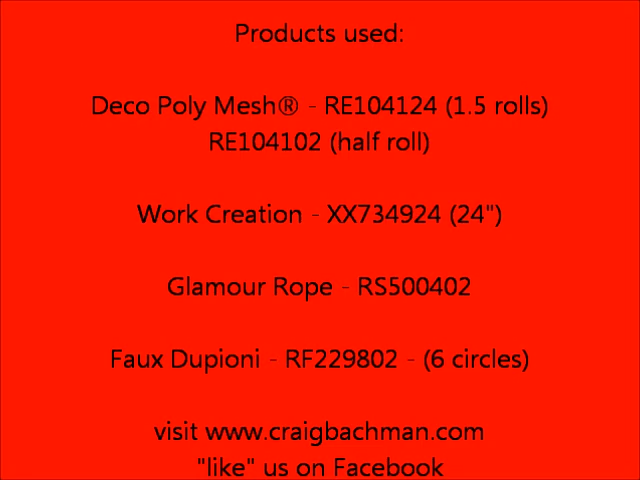 Products used:
Deco Poly Mesh® - RE104124 (1.5 rolls)
RE104102 (half roll)
Work Creation - XX734924 (24")
Glamour Rope - RS500402
Faux Dupioni - RF229802 - (6 circles)
visit www.craigbachman.com
"like" us on Facebook